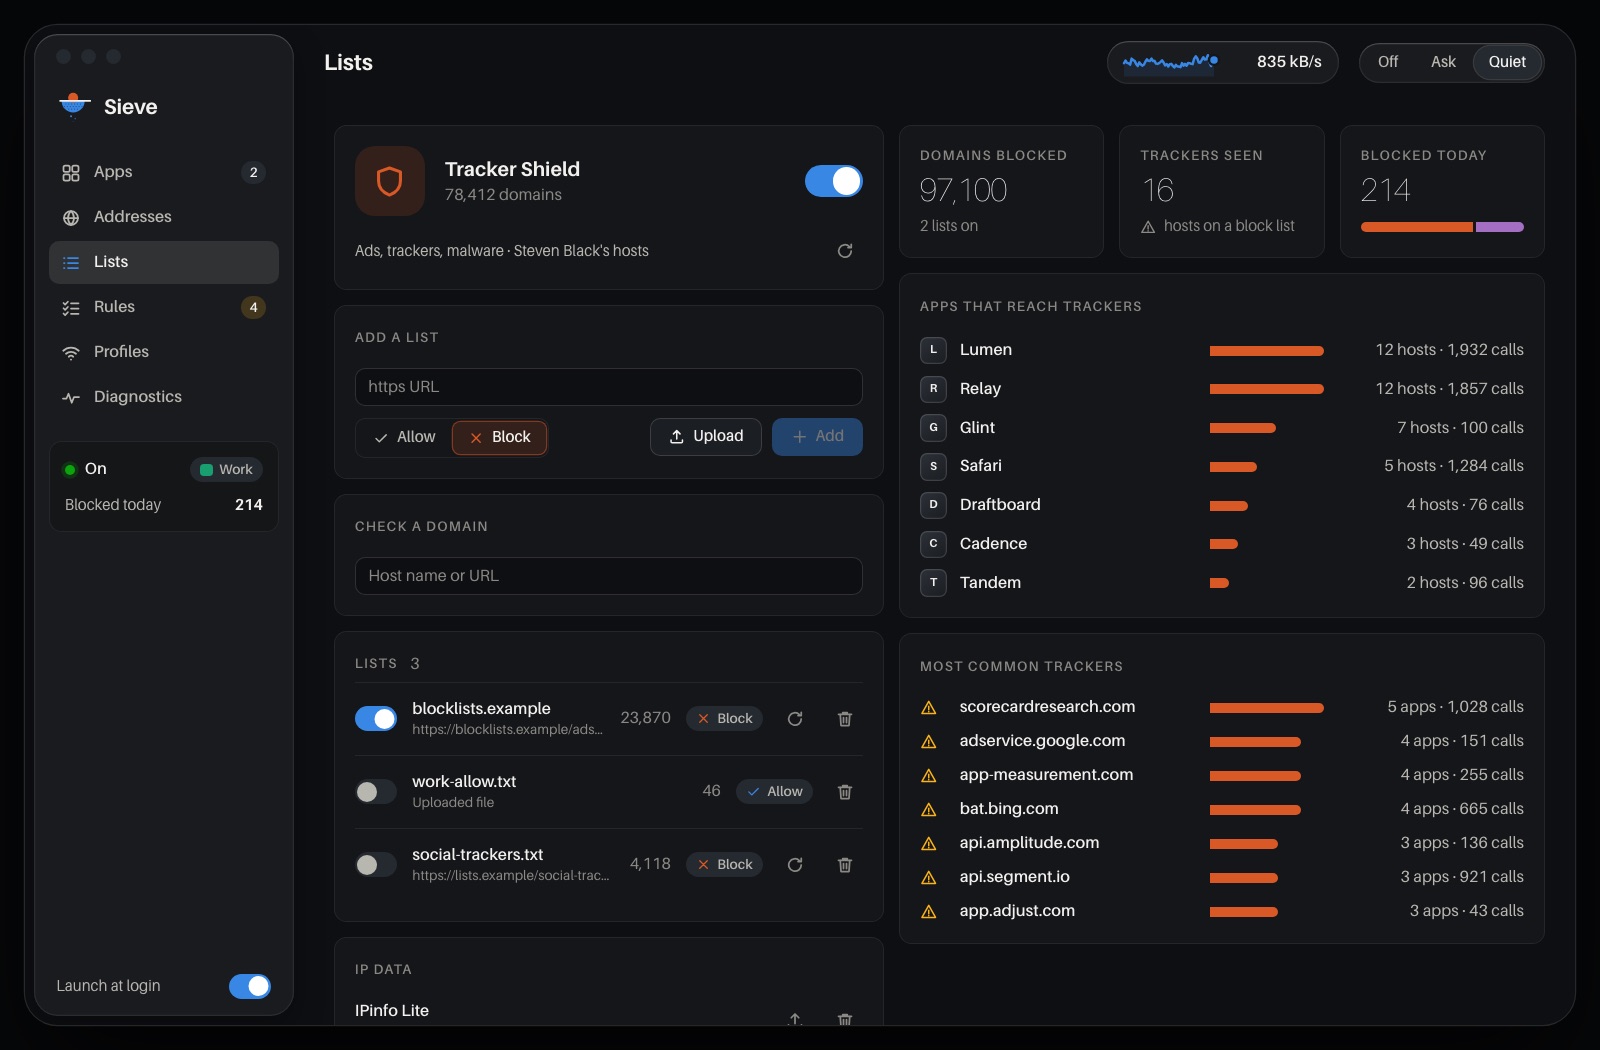 Sieve
Apps 2
Addresses
Lists
Rules 4
Profiles
Diagnostics
On Work
Blocked today 214
Launch at login
Lists
835 kB/s
Off Ask Quiet
Tracker Shield
78,412 domains
Ads, trackers, malware · Steven Black's hosts
ADD A LIST
https URL
Allow Block Upload Add
CHECK A DOMAIN
Host name or URL
LISTS 3
blocklists.example 23,870 Block
https://blocklists.example/ads…
work-allow.txt 46 Allow
Uploaded file
social-trackers.txt 4,118 Block
https://lists.example/social-trac…
IP DATA
IPinfo Lite
DOMAINS BLOCKED
97,100
2 lists on
TRACKERS SEEN
16
hosts on a block list
BLOCKED TODAY
214
APPS THAT REACH TRACKERS
L Lumen 12 hosts · 1,932 calls
R Relay 12 hosts · 1,857 calls
G Glint 7 hosts · 100 calls
S Safari 5 hosts · 1,284 calls
D Draftboard 4 hosts · 76 calls
C Cadence 3 hosts · 49 calls
T Tandem 2 hosts · 96 calls
MOST COMMON TRACKERS
scorecardresearch.com 5 apps · 1,028 calls
adservice.google.com 4 apps · 151 calls
app-measurement.com 4 apps · 255 calls
bat.bing.com 4 apps · 665 calls
api.amplitude.com 3 apps · 136 calls
api.segment.io 3 apps · 921 calls
app.adjust.com 3 apps · 43 calls